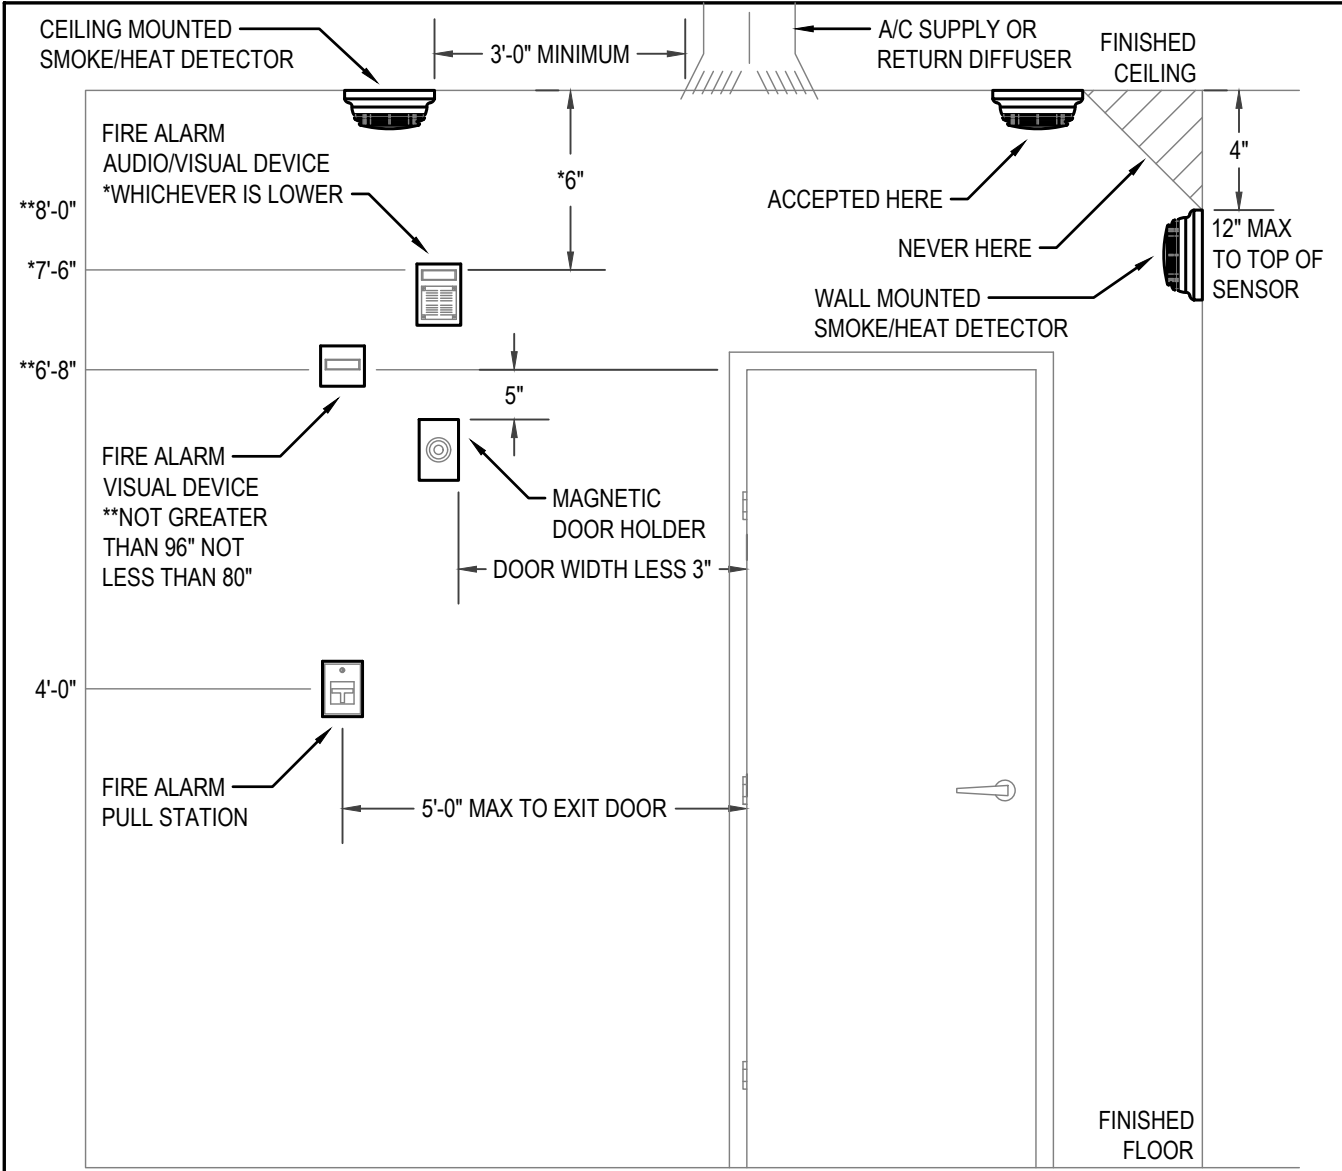 CEILING MOUNTED
SMOKE/HEAT DETECTOR
3'-0" MINIMUM
A/C SUPPLY OR
RETURN DIFFUSER
FINISHED
CEILING
FIRE ALARM
AUDIO/VISUAL DEVICE
*WHICHEVER IS LOWER
*6"
4"
ACCEPTED HERE
NEVER HERE
**8'-0"
*7'-6"
12" MAX
TO TOP OF
SENSOR
WALL MOUNTED
SMOKE/HEAT DETECTOR
**6'-8"
5"
FIRE ALARM
VISUAL DEVICE
**NOT GREATER
THAN 96" NOT
LESS THAN 80"
MAGNETIC
DOOR HOLDER
DOOR WIDTH LESS 3"
4'-0"
FIRE ALARM
PULL STATION
5'-0" MAX TO EXIT DOOR
FINISHED
FLOOR